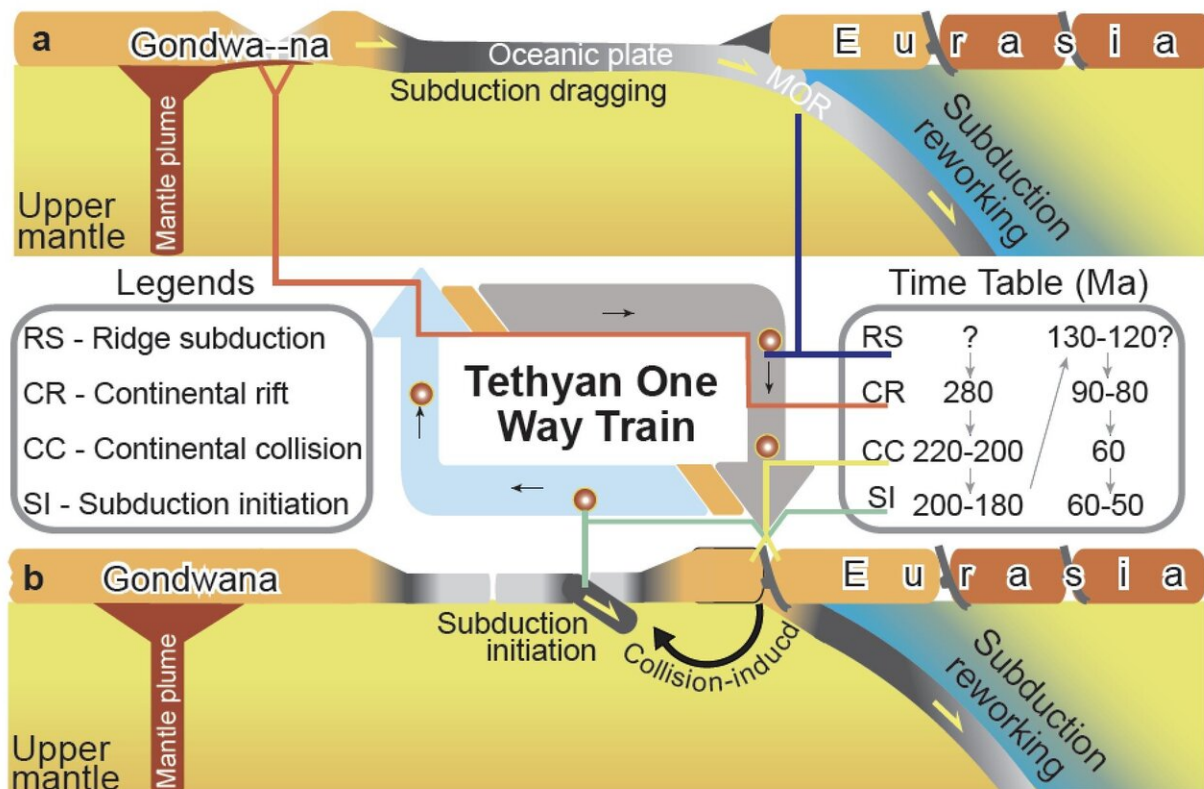 a
Gondwa--na
Oceanic plate
E u r a s i a
Subduction dragging
MOR
Subduction
reworking
Mantle plume
Upper
mantle
Legends
RS - Ridge subduction
CR - Continental rift
CC - Continental collision
SI - Subduction initiation
Tethyan One
Way Train
Time Table (Ma)
RS ? 130-120?
CR 280 90-80
CC 220-200 60
SI 200-180 60-50
b
Gondwana
E u r a s i a
Subduction
initiation
Collision-inducd
Subduction
reworking
Mantle plume
Upper
mantle